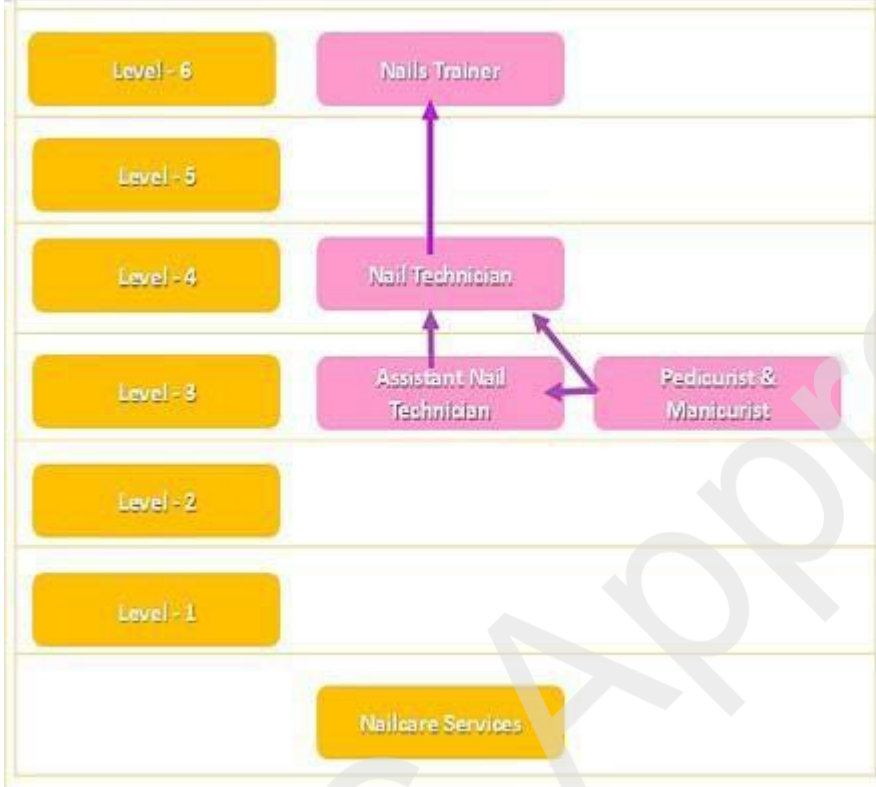 Level - 6
Nails Trainer
Level - 5
Level - 4
Nail Technician
Level - 3
Assistant Nail
Technician
Pedicurist &
Manicurist
Level - 2
Level - 1
Nailcare Services